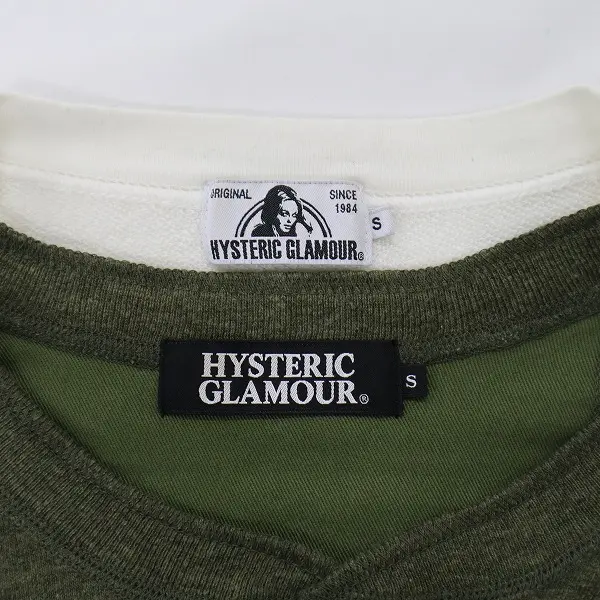 ORIGINAL SINCE
1984
HYSTERIC GLAMOUR®
S
HYSTERIC
GLAMOUR®
S